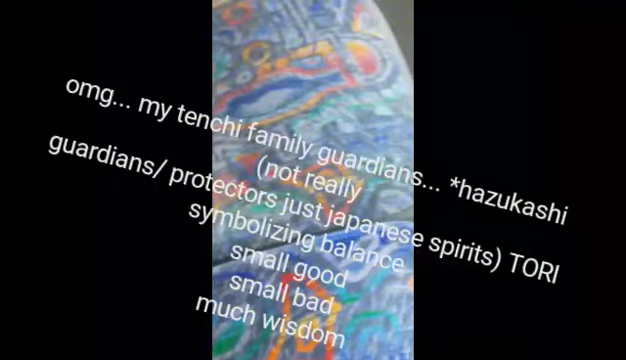 omg... my tenchi family guardians... *hazukashi
(not really
guardians/ protectors just japanese spirits) TORI
symbolizing balance
small good
small bad
much wisdom